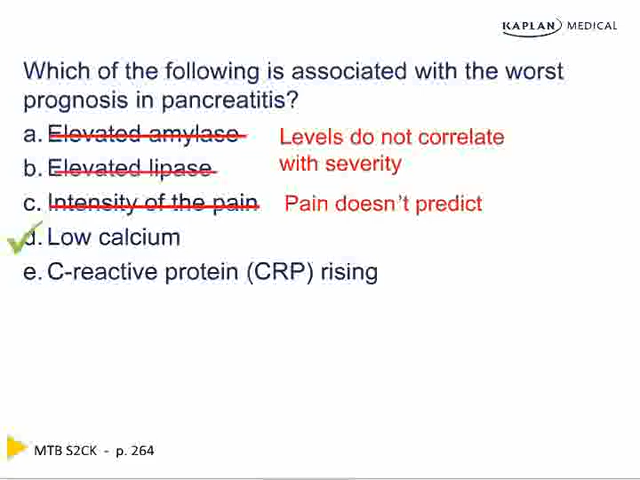 KAPLAN MEDICAL
Which of the following is associated with the worst
prognosis in pancreatitis?
a. Elevated amylase
b. Elevated lipase
Levels do not correlate
with severity
c. Intensity of the pain
Pain doesn't predict
d. Low calcium
e. C-reactive protein (CRP) rising
MTB S2CK - p. 264